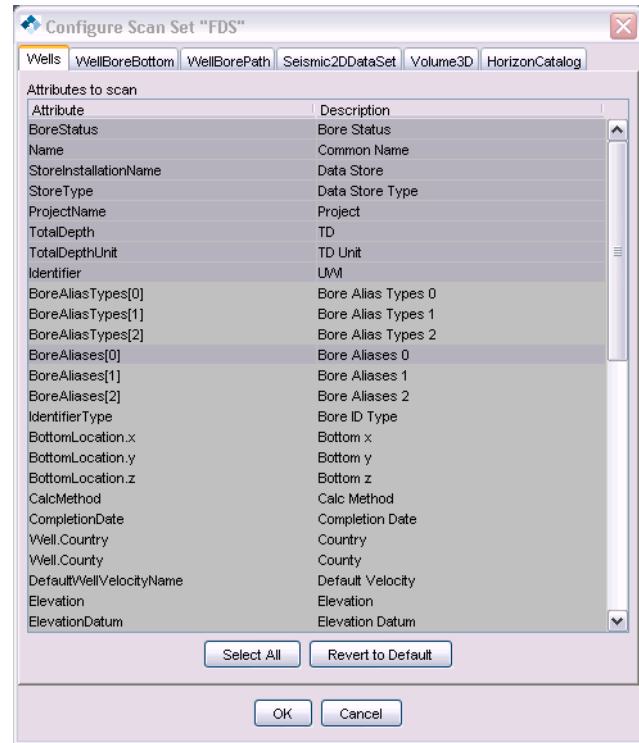 Configure Scan Set "FDS"
Wells WellBoreBottom WellBorePath Seismic2DDataSet Volume3D HorizonCatalog
Attributes to scan
Attribute Description
BoreStatus Bore Status
Name Common Name
StoreInstallationName Data Store
StoreType Data Store Type
ProjectName Project
TotalDepth TD
TotalDepthUnit TD Unit
Identifier UWI
BoreAliasTypes[0] Bore Alias Types 0
BoreAliasTypes[1] Bore Alias Types 1
BoreAliasTypes[2] Bore Alias Types 2
BoreAliases[0] Bore Aliases 0
BoreAliases[1] Bore Aliases 1
BoreAliases[2] Bore Aliases 2
IdentifierType Bore ID Type
BottomLocation.x Bottom x
BottomLocation.y Bottom y
BottomLocation.z Bottom z
CalcMethod Calc Method
CompletionDate Completion Date
Well.Country Country
Well.County County
DefaultWellVelocityName Default Velocity
Elevation Elevation
ElevationDatum Elevation Datum
Select All Revert to Default
OK Cancel